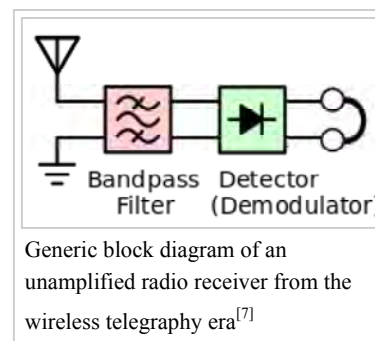 Bandpass Detector
Filter (Demodulator)
Generic block diagram of an
unamplified radio receiver from the
wireless telegraphy era[7]